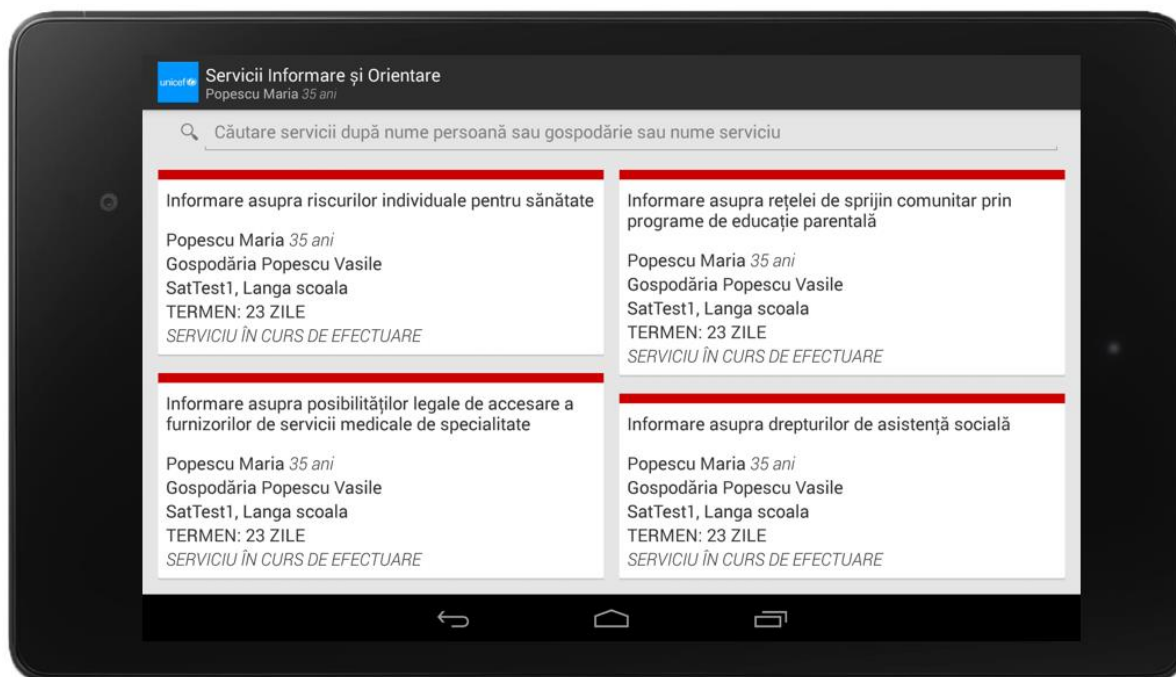 unicef
Servicii Informare și Orientare
Popescu Maria 35 ani
Căutare servicii după nume persoană sau gospodărie sau nume serviciu
Informare asupra riscurilor individuale pentru sănătate
Popescu Maria 35 ani
Gospodăria Popescu Vasile
SatTest1, Langa scoala
TERMEN: 23 ZILE
SERVICIU ÎN CURS DE EFECTUARE
Informare asupra rețelei de sprijin comunitar prin
programe de educație parentală
Popescu Maria 35 ani
Gospodăria Popescu Vasile
SatTest1, Langa scoala
TERMEN: 23 ZILE
SERVICIU ÎN CURS DE EFECTUARE
Informare asupra posibilităților legale de accesare a
furnizorilor de servicii medicale de specialitate
Popescu Maria 35 ani
Gospodăria Popescu Vasile
SatTest1, Langa scoala
TERMEN: 23 ZILE
SERVICIU ÎN CURS DE EFECTUARE
Informare asupra drepturilor de asistență socială
Popescu Maria 35 ani
Gospodăria Popescu Vasile
SatTest1, Langa scoala
TERMEN: 23 ZILE
SERVICIU ÎN CURS DE EFECTUARE